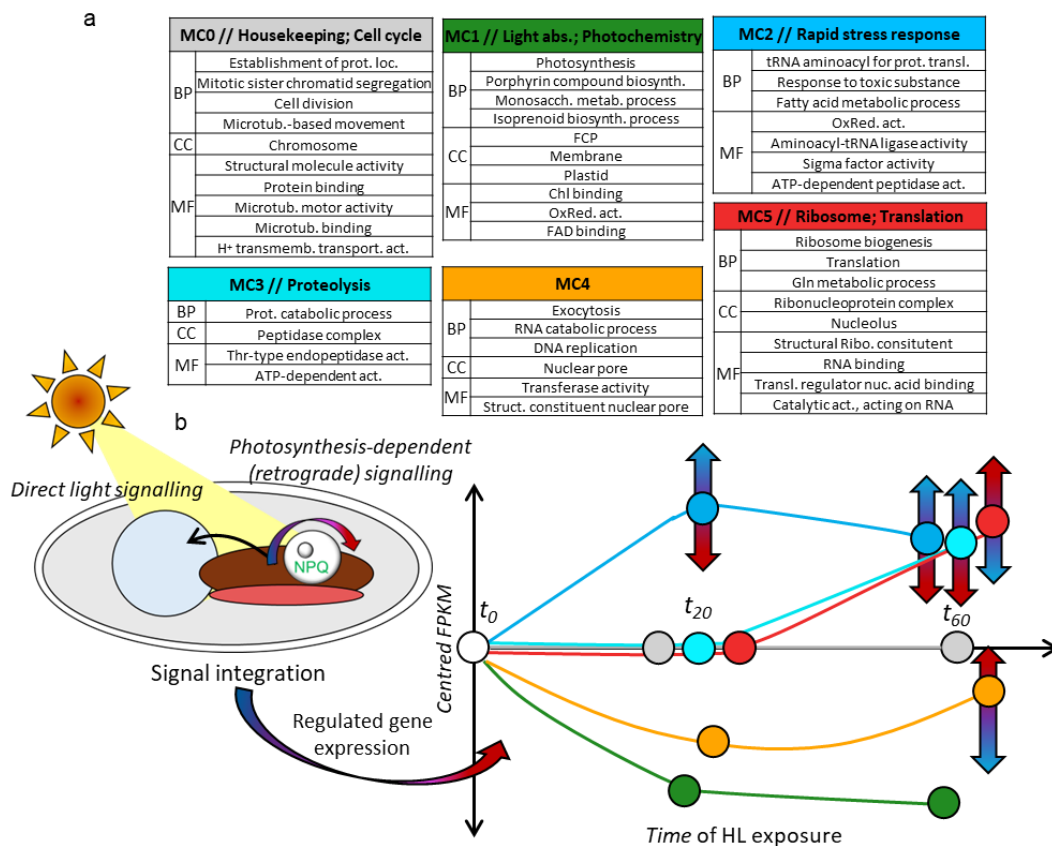 a
MC0 // Housekeeping; Cell cycle
BP
Establishment of prot. loc.
Mitotic sister chromatid segregation
Cell division
Microtub.-based movement
CC
Chromosome
MF
Structural molecule activity
Protein binding
Microtub. motor activity
Microtub. binding
H⁺ transmemb. transport. act.
MC1 // Light abs.; Photochemistry
BP
Photosynthesis
Porphyrin compound biosynth.
Monosacch. metab. process
Isoprenoid biosynth. process
CC
FCP
Membrane
Plastid
MF
Chl binding
OxRed. act.
FAD binding
MC2 // Rapid stress response
BP
tRNA aminoacyl for prot. transl.
Response to toxic substance
Fatty acid metabolic process
MF
OxRed. act.
Aminoacyl-tRNA ligase activity
Sigma factor activity
ATP-dependent peptidase act.
MC3 // Proteolysis
BP
Prot. catabolic process
CC
Peptidase complex
MF
Thr-type endopeptidase act.
ATP-dependent act.
MC4
BP
Exocytosis
RNA catabolic process
DNA replication
CC
Nuclear pore
MF
Transferase activity
Struct. constituent nuclear pore
MC5 // Ribosome; Translation
BP
Ribosome biogenesis
Translation
Gln metabolic process
CC
Ribonucleoprotein complex
Nucleolus
MF
Structural Ribo. consitutent
RNA binding
Transl. regulator nuc. acid binding
Catalytic act., acting on RNA
b
Photosynthesis-dependent
(retrograde) signalling
Direct light signalling
NPQ
Signal integration
Regulated gene
expression
Centred FPKM
t0
t20
t60
Time of HL exposure